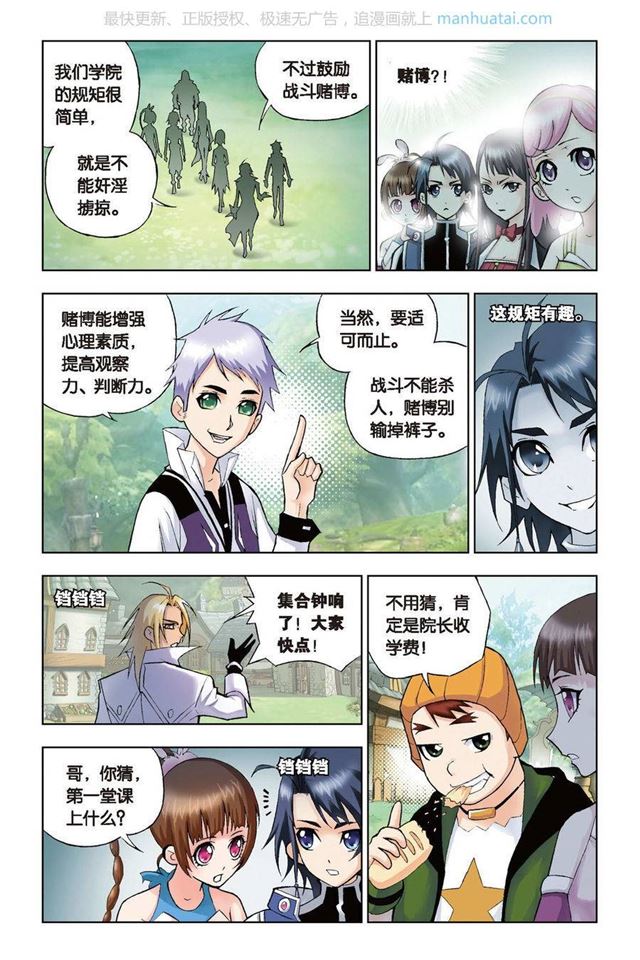 最快更新、正版授权、极速无广告，追漫画就上 manhuatai.com
我们学院
的规矩很
简单，
就是不
能奸淫
掳掠。
不过鼓励
战斗赌博。
赌博?!
赌博能增强
心理素质，
提高观察
力、判断力。
当然，要适
可而止。
战斗不能杀
人，赌博别
输掉裤子。
这规矩有趣。
铛铛铛
集合钟响
了！大家
快点！
哥，你猜，
第一堂课
上什么？
铛铛铛
不用猜，肯
定是院长收
学费！